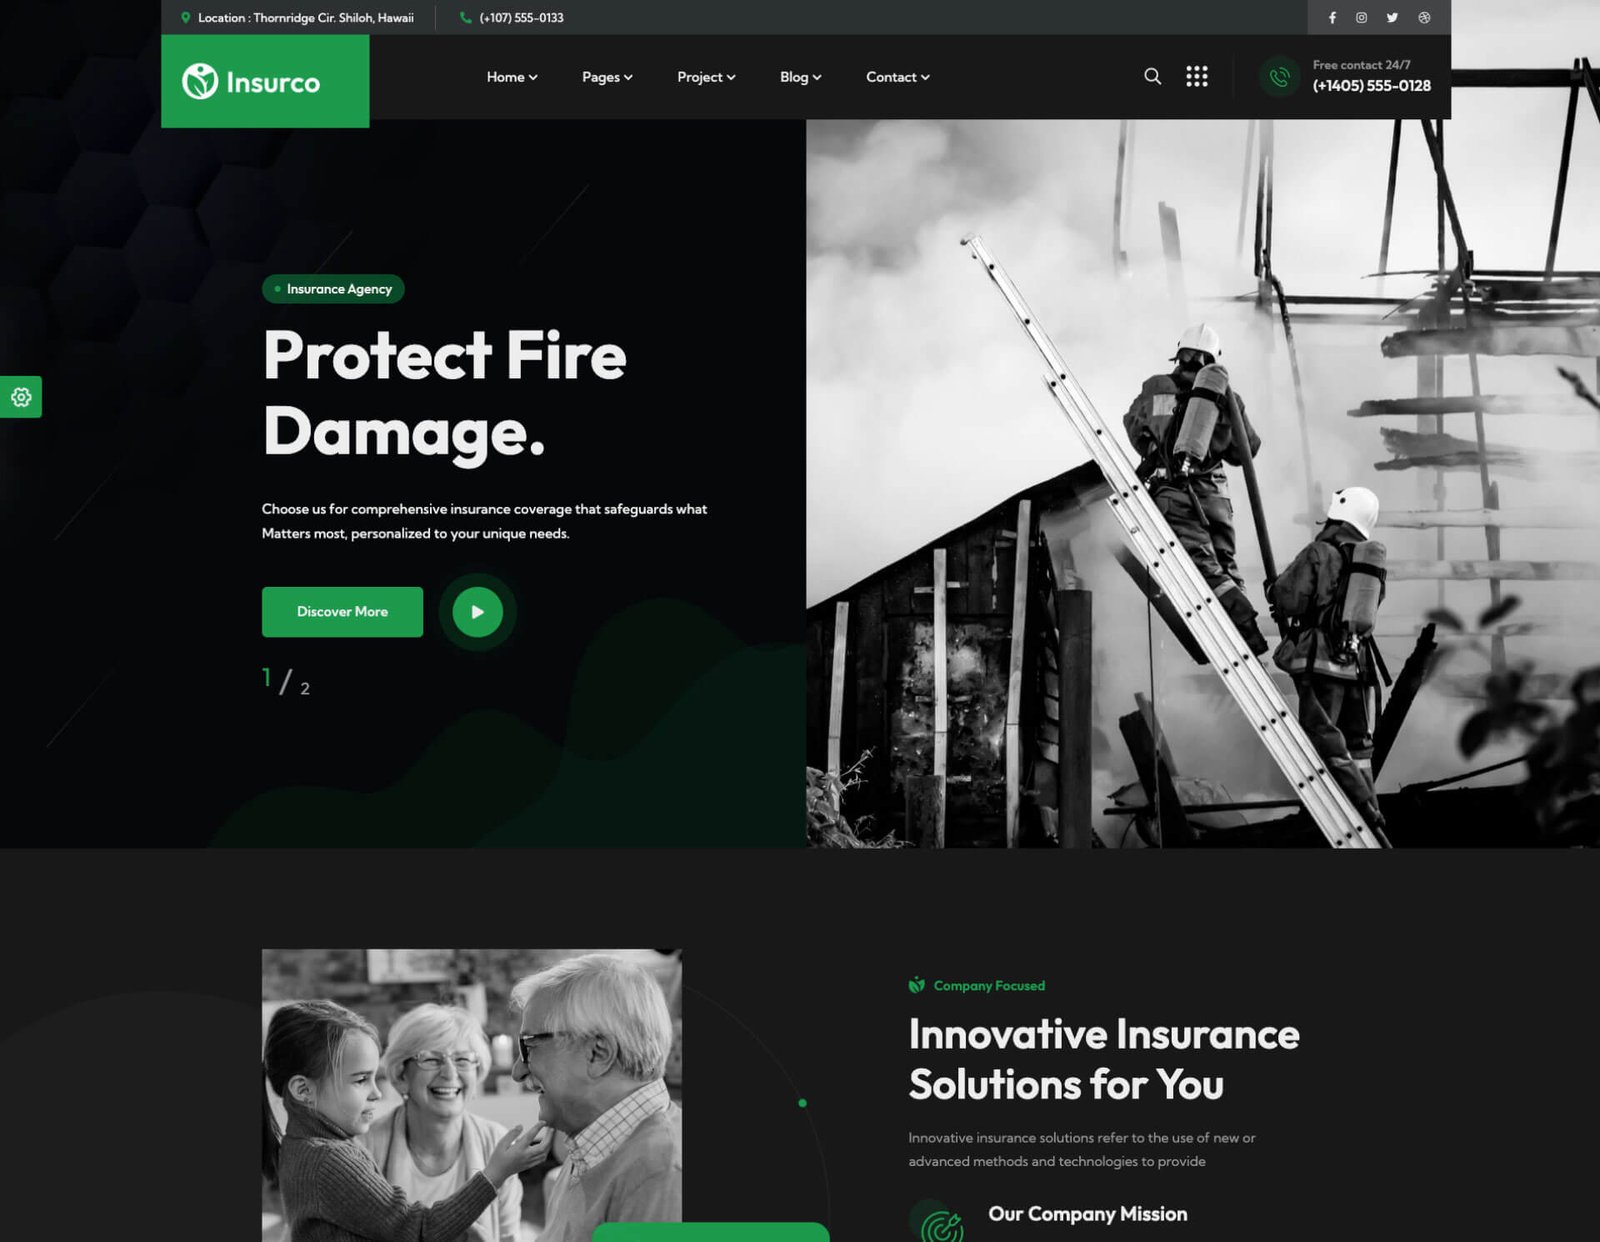 Location : Thornridge Cir. Shiloh, Hawaii
(+107) 555-0133
Insurco
Home
Pages
Project
Blog
Contact
Free contact 24/7
(+1405) 555-0128
Insurance Agency
Protect Fire
Damage.
Choose us for comprehensive insurance coverage that safeguards what
Matters most, personalized to your unique needs.
Discover More
1 / 2
Company Focused
Innovative Insurance
Solutions for You
Innovative insurance solutions refer to the use of new or
advanced methods and technologies to provide
Our Company Mission